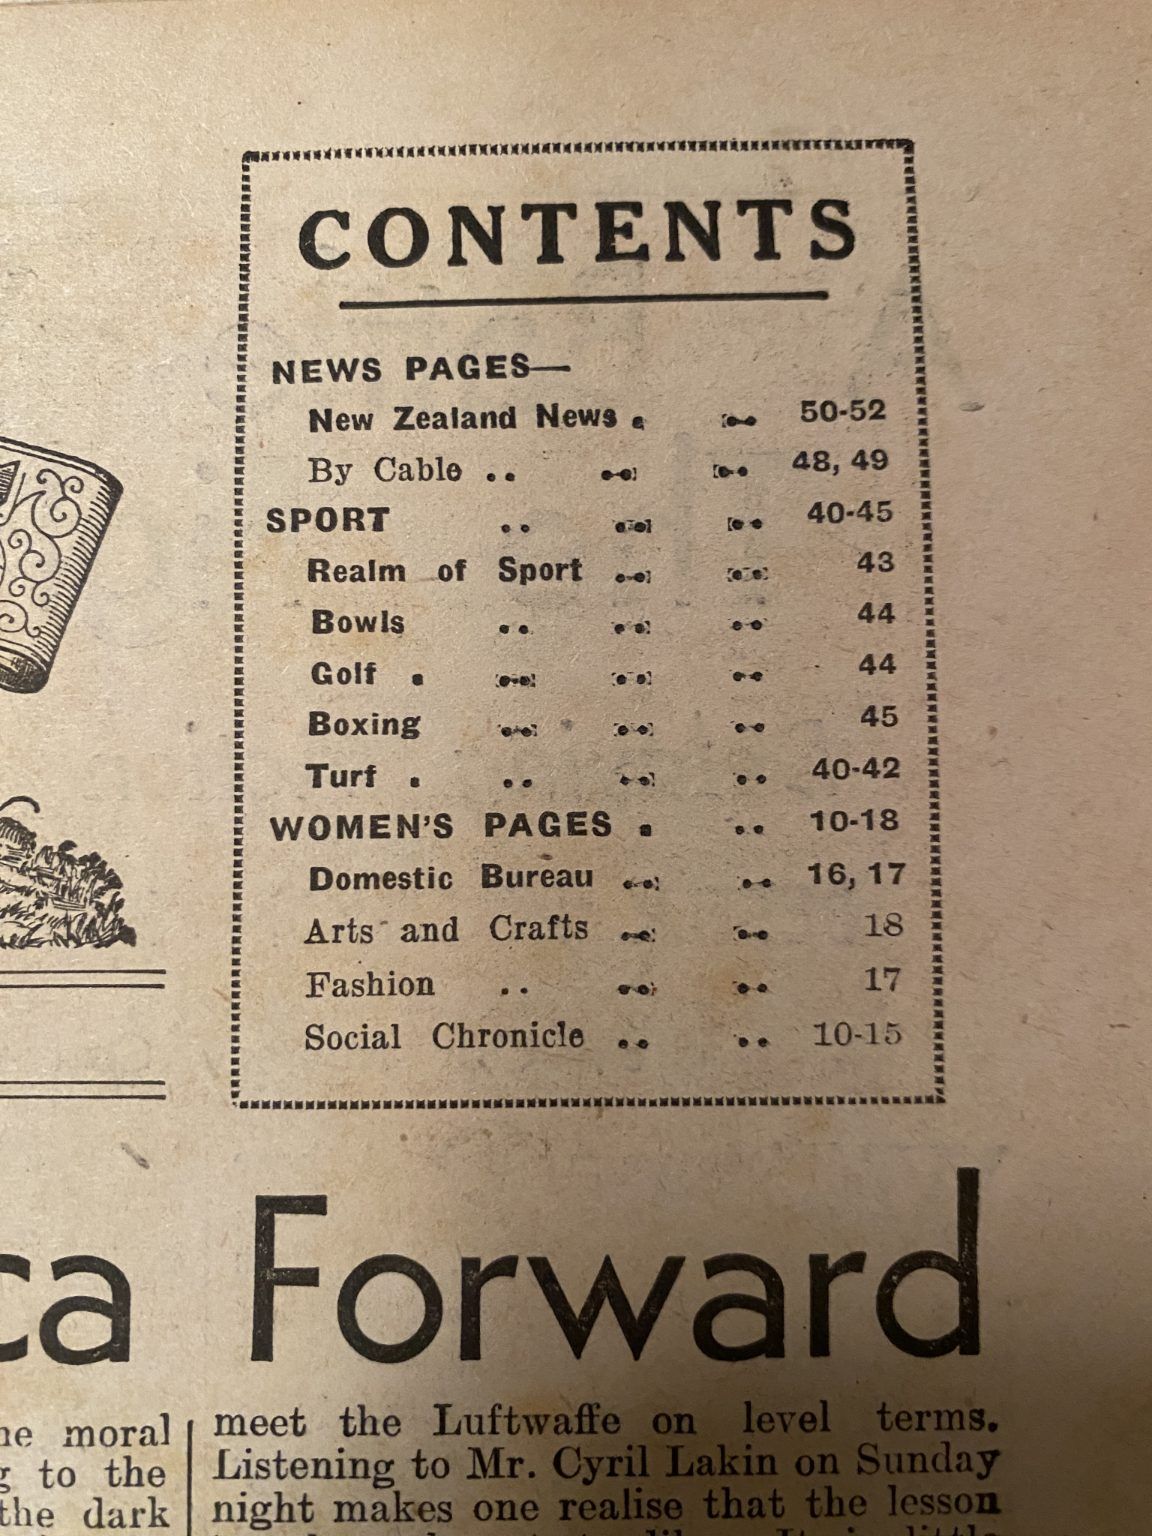 CONTENTS
NEWS PAGES—
New Zealand News . .. 50-52
By Cable .. .. .. 48, 49
SPORT .. .. .. 40-45
Realm of Sport .. .. 43
Bowls .. .. .. 44
Golf . .. .. .. 44
Boxing .. .. .. 45
Turf . .. .. .. 40-42
WOMEN'S PAGES . .. 10-18
Domestic Bureau .. .. 16, 17
Arts and Crafts .. .. 18
Fashion .. .. .. 17
Social Chronicle .. .. 10-15
ca Forward
moral
to the
the dark
meet the Luftwaffe on level terms.
Listening to Mr. Cyril Lakin on Sunday
night makes one realise that the lesson